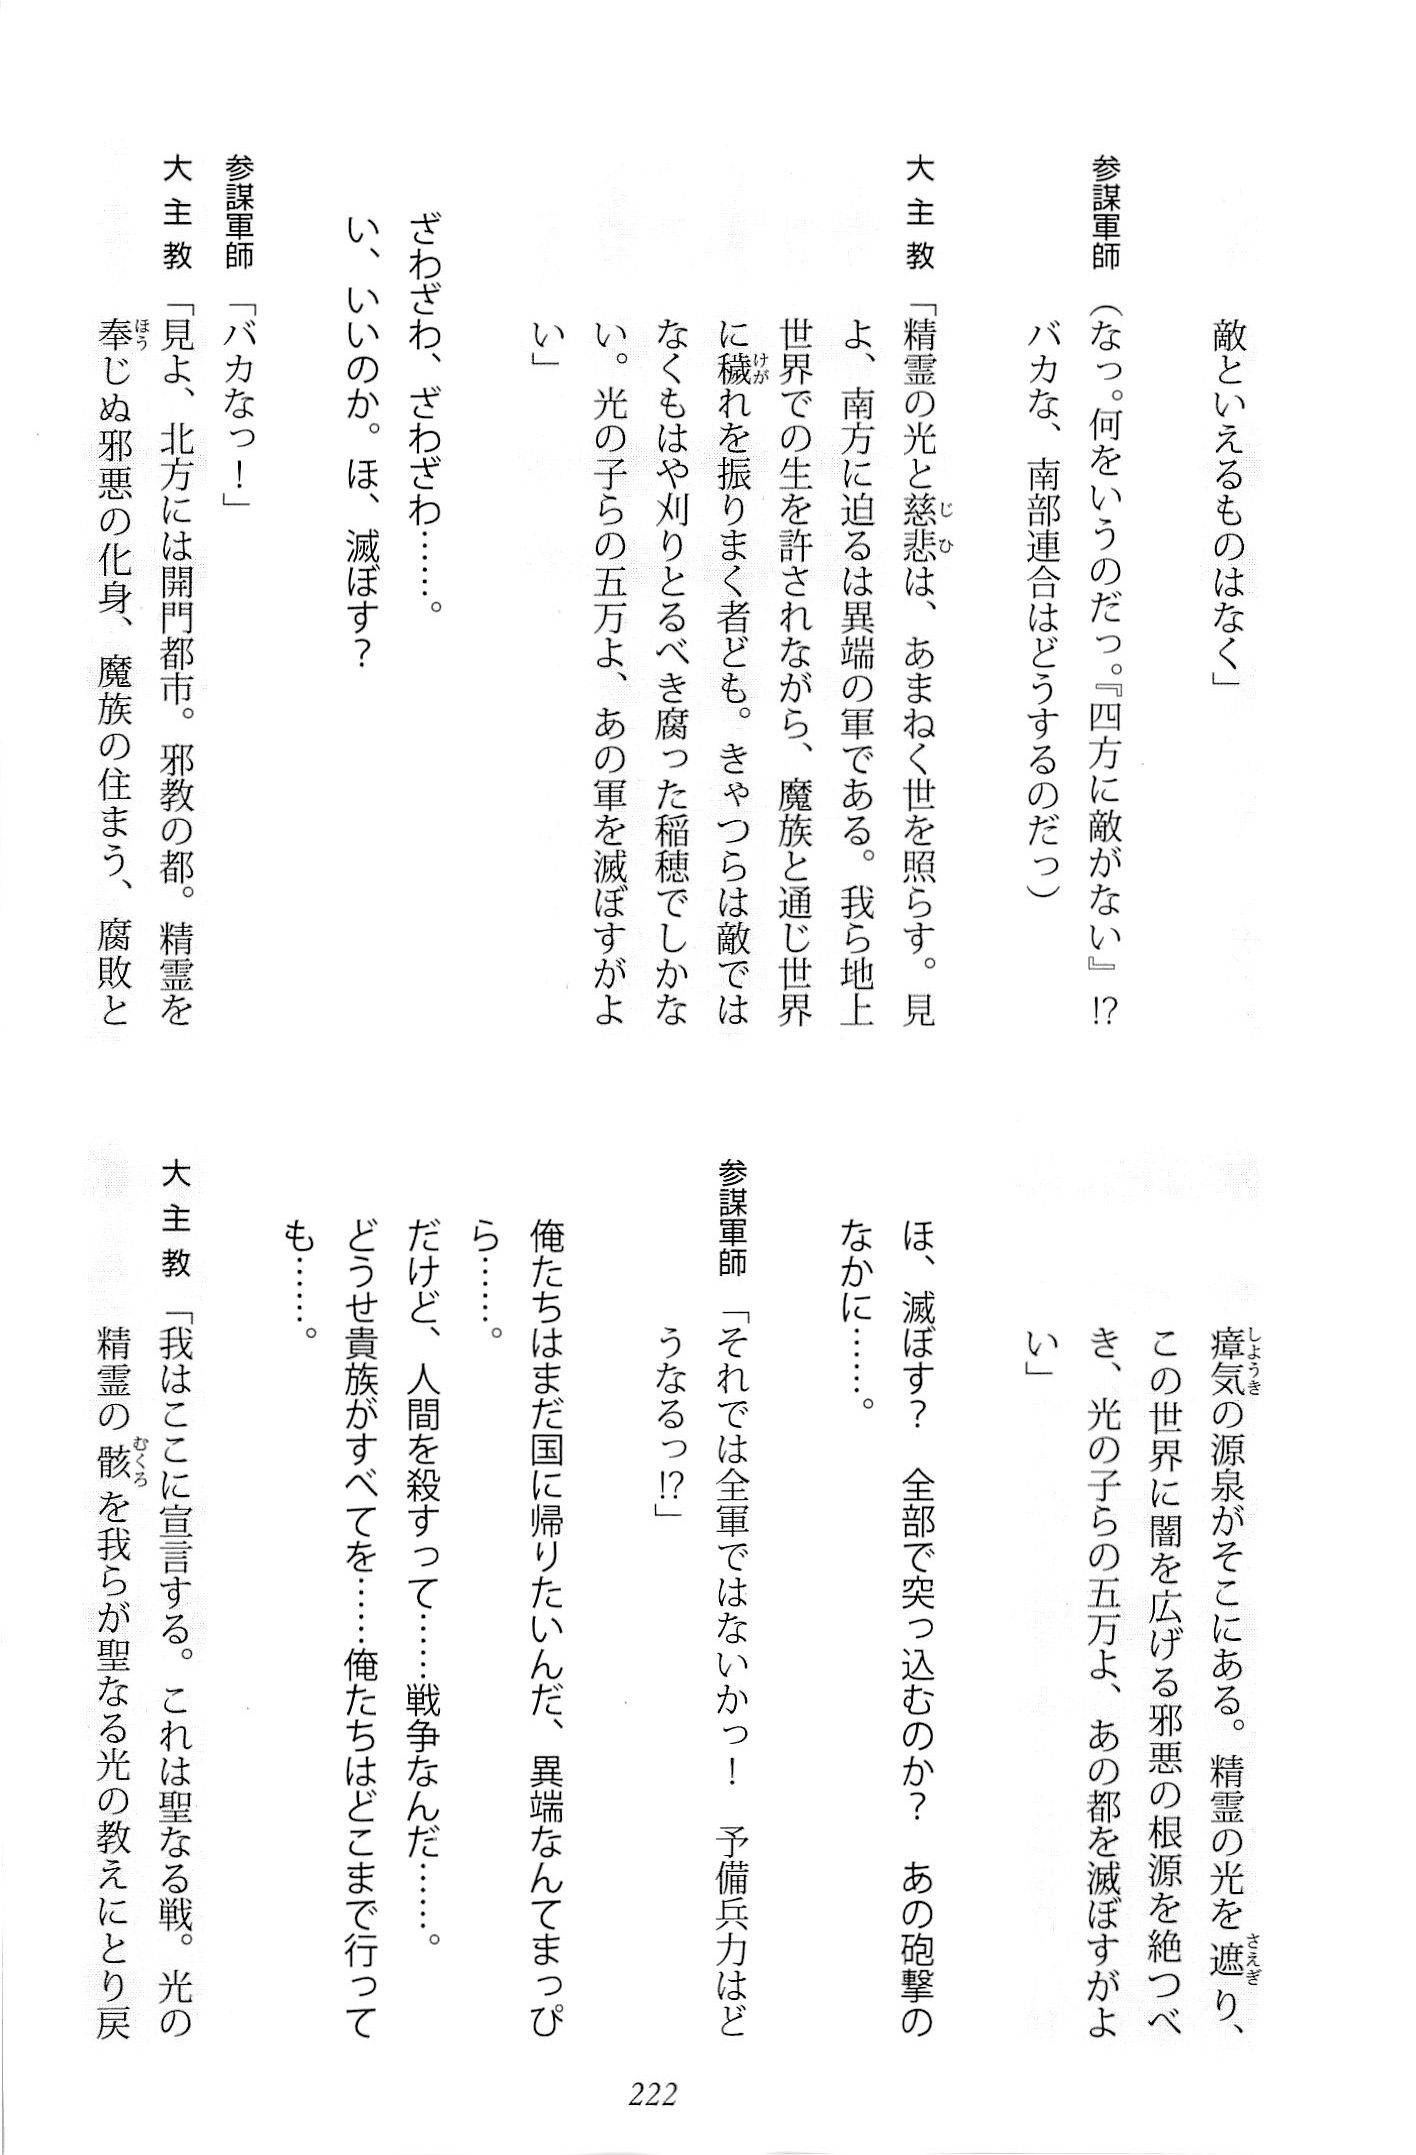 敵といえるものはなく」
参謀軍師（なっ。何をいうのだっ。『四方に敵がない』⁉
バカな、南部連合はどうするのだっ）
大主教「精霊の光と慈悲は、あまねく世を照らす。見
よ、南方に迫るは異端の軍である。我ら地上
世界での生を許されながら、魔族と通じ世界
に穢れを振りまく者ども。きゃつらは敵では
なくもはや刈りとるべき腐った稲穂でしかな
い。光の子らの五万よ、あの軍を滅ぼすがよ
い」
ざわざわ、ざわざわ……。
い、いいのか。ほ、滅ぼす？
参謀軍師「バカなっ！」
大主教「見よ、北方には開門都市。邪教の都。精霊を
奉じぬ邪悪の化身、魔族の住まう、腐敗と
瘴気の源泉がそこにある。精霊の光を遮り、
この世界に闇を広げる邪悪の根源を絶つべ
き、光の子らの五万よ、あの都を滅ぼすがよ
い」
ほ、滅ぼす？　全部で突っ込むのか？　あの砲撃の
なかに……。
参謀軍師「それでは全軍ではないかっ！　予備兵力はど
うなるっ⁉」
俺たちはまだ国に帰りたいんだ、異端なんてまっぴ
ら……。
だけど、人間を殺すって……戦争なんだ……。
どうせ貴族がすべてを……俺たちはどこまで行って
も……。
大主教「我はここに宣言する。これは聖なる戦。光の
精霊の骸を我らが聖なる光の教えにとり戻
222